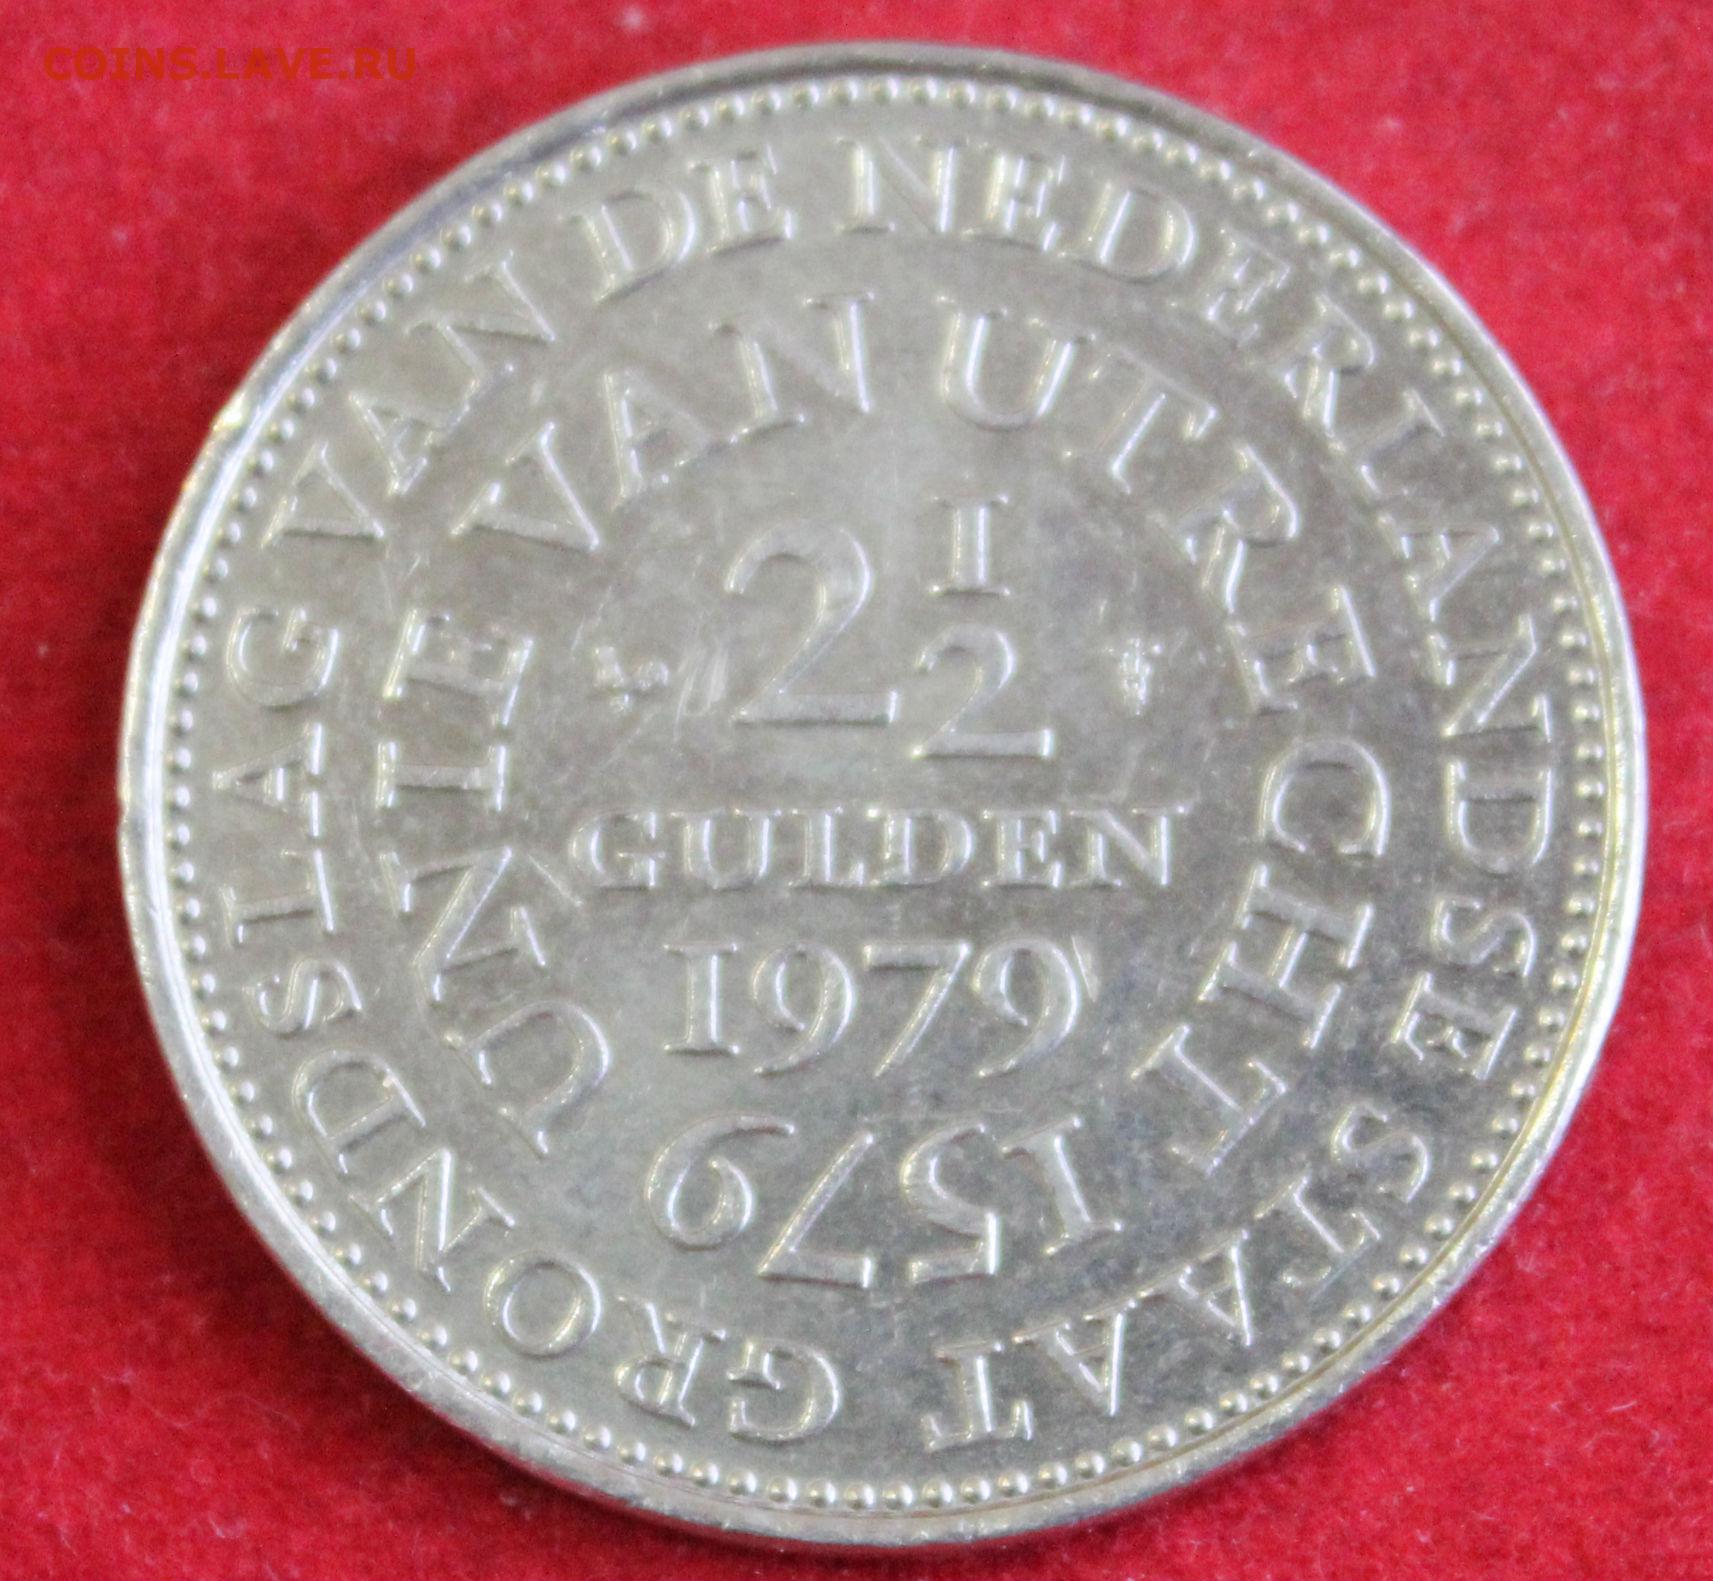 COINS.LAVE.RU
GRONDSLAG VAN DE NEDERLANDSE STAAT
UNIE VAN UTRECHT
2 1/2
GULDEN
1979
1579